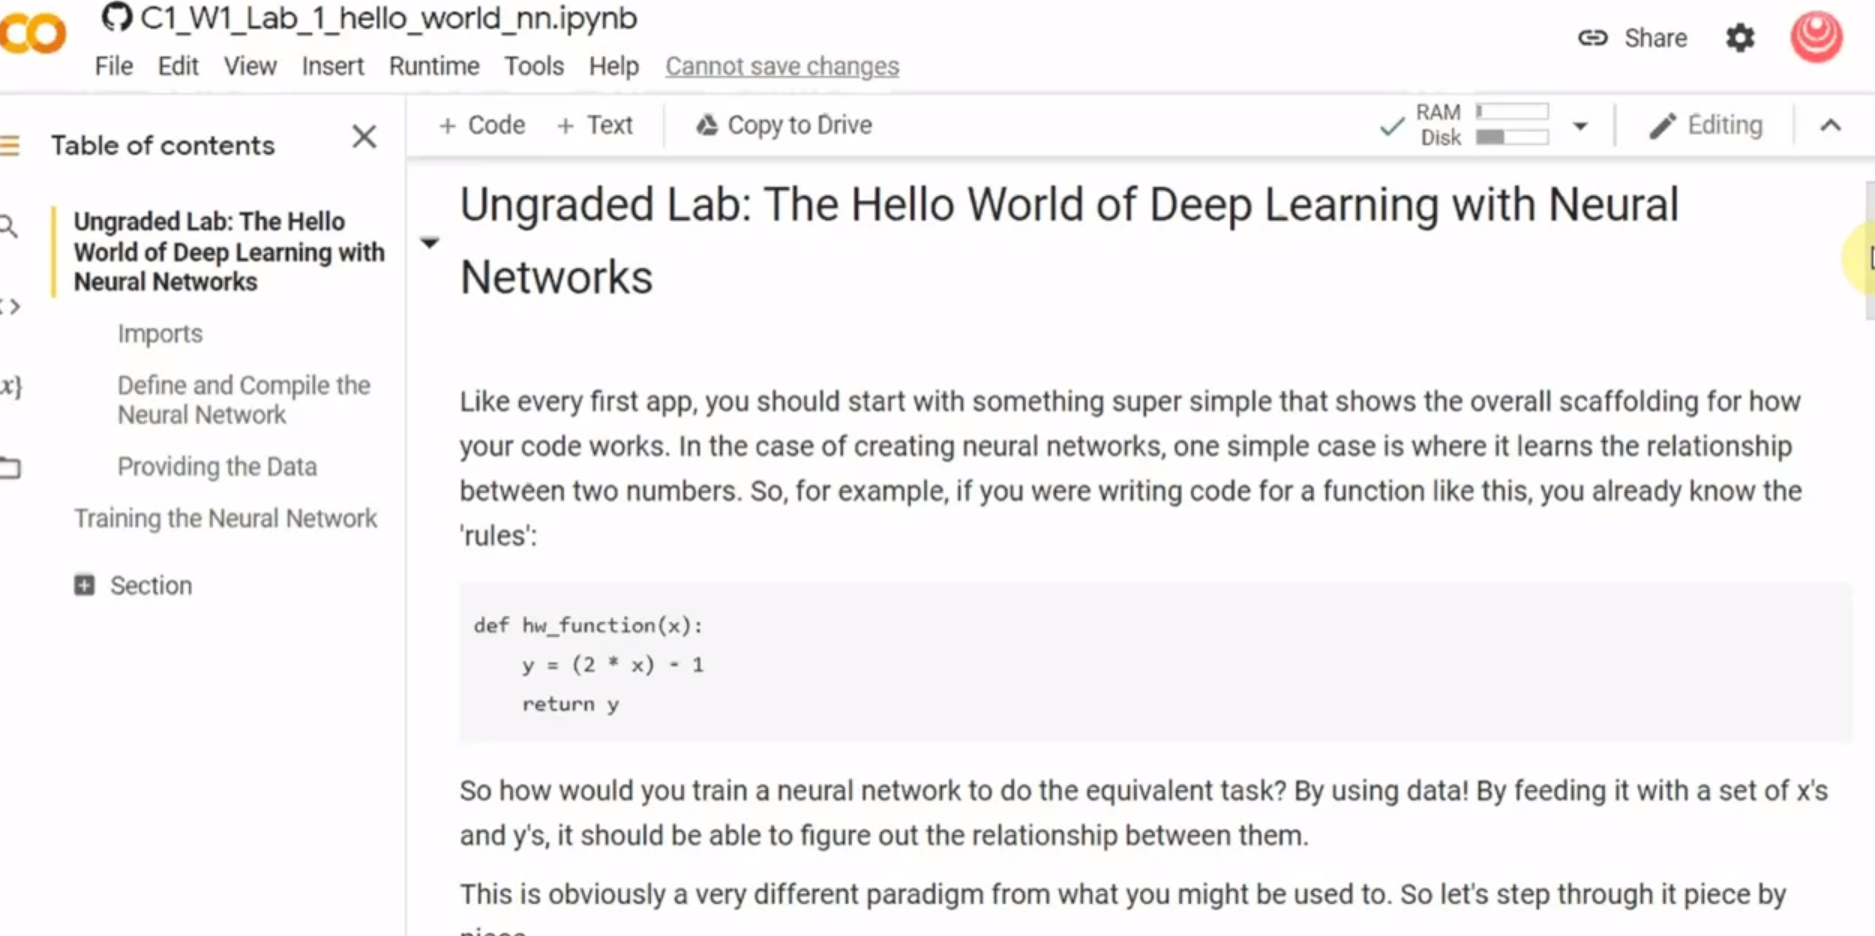 C1_W1_Lab_1_hello_world_nn.ipynb
File Edit View Insert Runtime Tools Help Cannot save changes
Share
Table of contents
Ungraded Lab: The Hello
World of Deep Learning with
Neural Networks
Imports
Define and Compile the
Neural Network
Providing the Data
Training the Neural Network
Section
+ Code + Text Copy to Drive
RAM
Disk
Editing
Ungraded Lab: The Hello World of Deep Learning with Neural
Networks
Like every first app, you should start with something super simple that shows the overall scaffolding for how
your code works. In the case of creating neural networks, one simple case is where it learns the relationship
between two numbers. So, for example, if you were writing code for a function like this, you already know the
'rules':
def hw_function(x):
    y = (2 * x) - 1
    return y
So how would you train a neural network to do the equivalent task? By using data! By feeding it with a set of x's
and y's, it should be able to figure out the relationship between them.
This is obviously a very different paradigm from what you might be used to. So let's step through it piece by